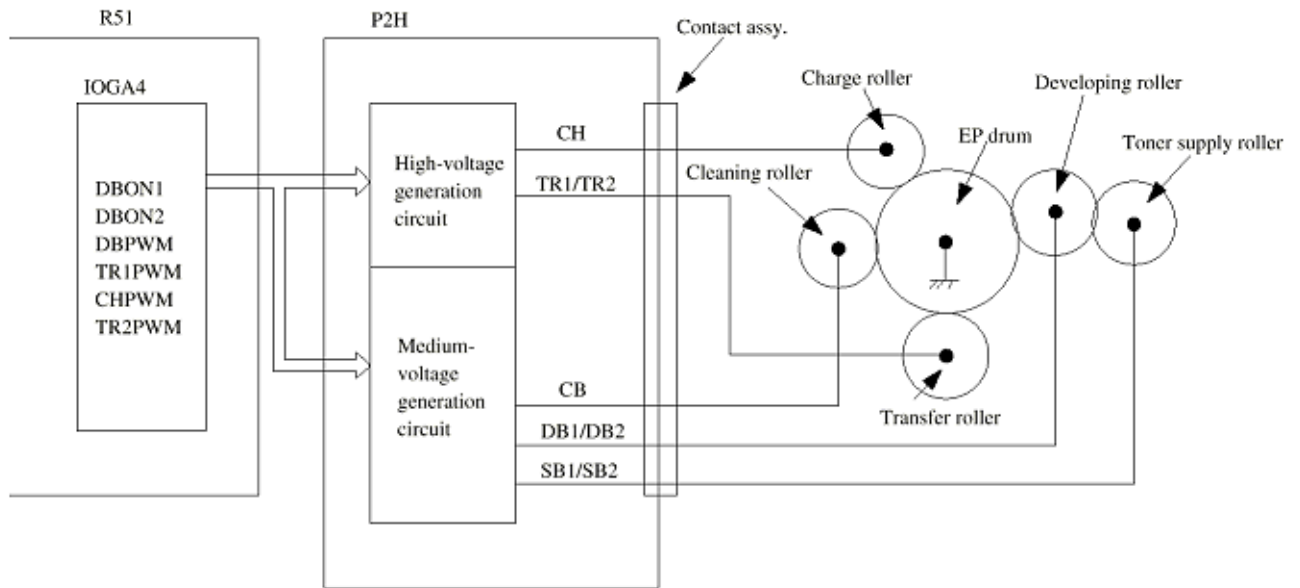 R51
P2H
Contact assy.
IOGA4
Charge roller
Developing roller
CH
EP drum
Toner supply roller
High-voltage
generation
circuit
TR1/TR2
Cleaning roller
DBON1
DBON2
DBPWM
TR1PWM
CHPWM
TR2PWM
Medium-
voltage
generation
circuit
CB
Transfer roller
DB1/DB2
SB1/SB2